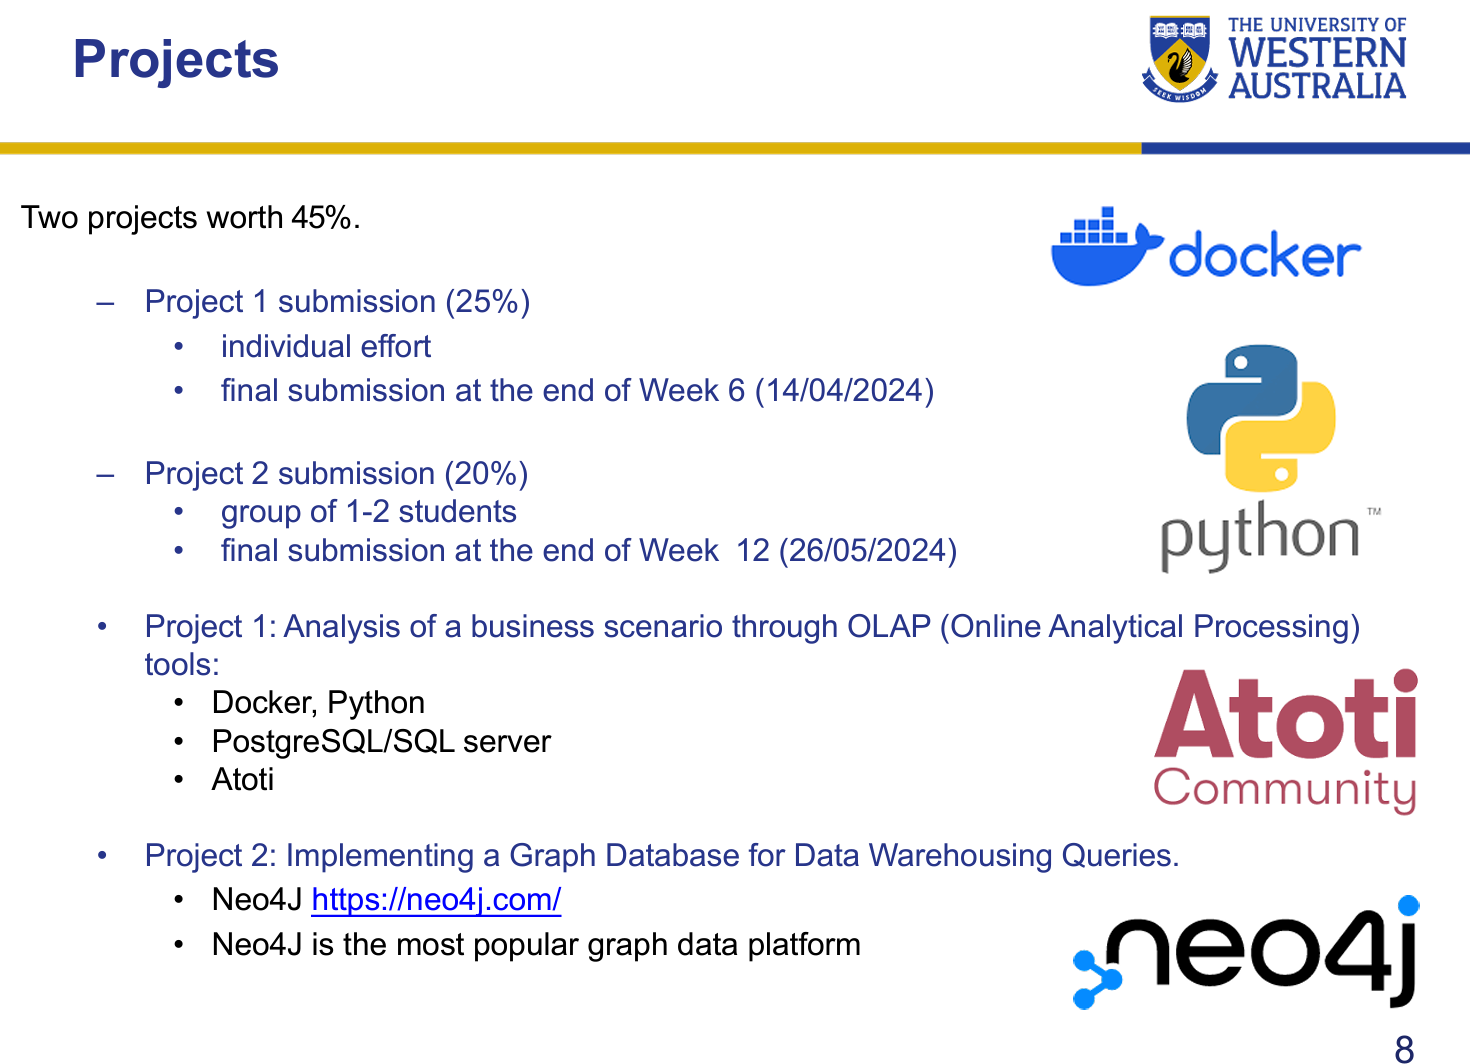 Projects
THE UNIVERSITY OF
WESTERN
AUSTRALIA
SEEK WISDOM
Two projects worth 45%.
docker
– Project 1 submission (25%)
• individual effort
• final submission at the end of Week 6 (14/04/2024)
– Project 2 submission (20%)
• group of 1-2 students
• final submission at the end of Week  12 (26/05/2024)
python™
• Project 1: Analysis of a business scenario through OLAP (Online Analytical Processing)
tools:
• Docker, Python
• PostgreSQL/SQL server
• Atoti
Atoti
Community
• Project 2: Implementing a Graph Database for Data Warehousing Queries.
• Neo4J https://neo4j.com/
• Neo4J is the most popular graph data platform
neo4j
8